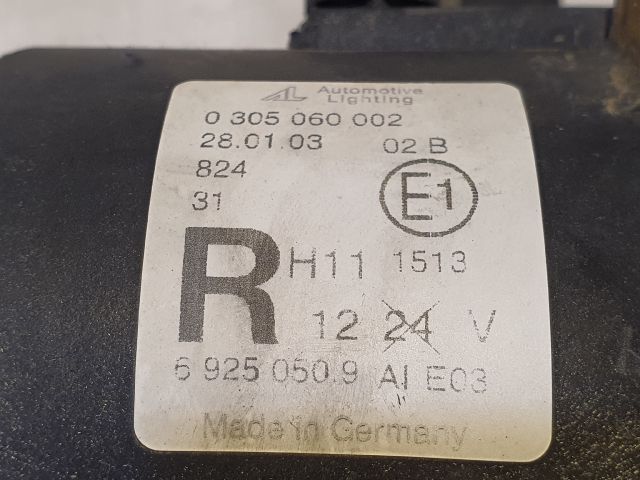 AL Automotive
Lighting
0 305 060 002
28.01.03 02 B
824
31
E1
R H11 1513
12 24 V
6 925 050.9 AI E03
Made in Germany